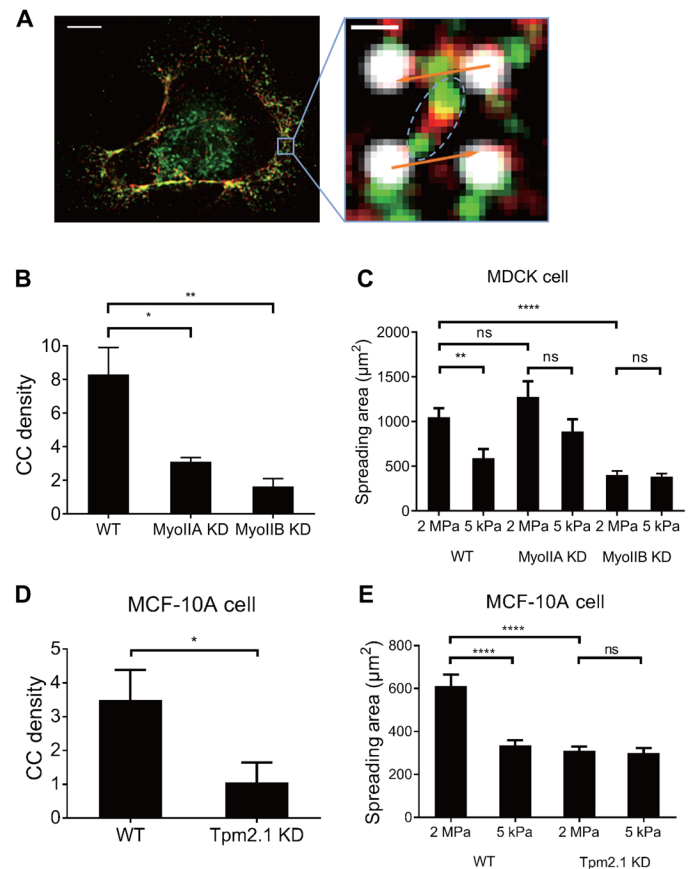 A
B
**
*
10
8
6
4
2
0
CC density
WT
MyoIIA KD
MyoIIB KD
C
MDCK cell
****
ns
**
ns
ns
2000
1500
1000
500
0
Spreading area (µm²)
2 MPa 5 kPa 2 MPa 5 kPa 2 MPa 5 kPa
WT MyoIIA KD MyoIIB KD
D
MCF-10A cell
*
5
4
3
2
1
0
CC density
WT
Tpm2.1 KD
E
MCF-10A cell
****
****
ns
800
600
400
200
0
Spreading area (µm²)
2 MPa 5 kPa 2 MPa 5 kPa
WT Tpm2.1 KD